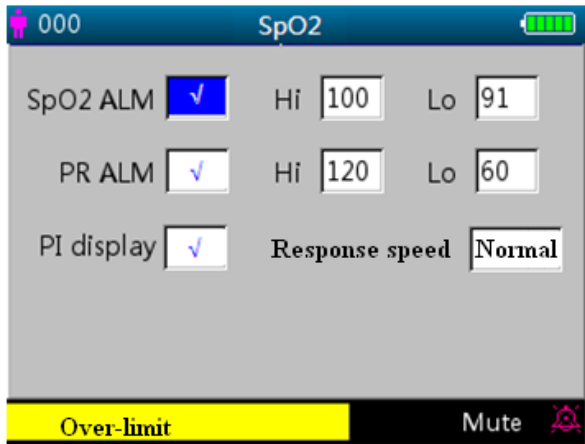 000 SpO2
SpO2 ALM √ Hi 100 Lo 91
PR ALM √ Hi 120 Lo 60
PI display √ Response speed Normal
Over-limit Mute